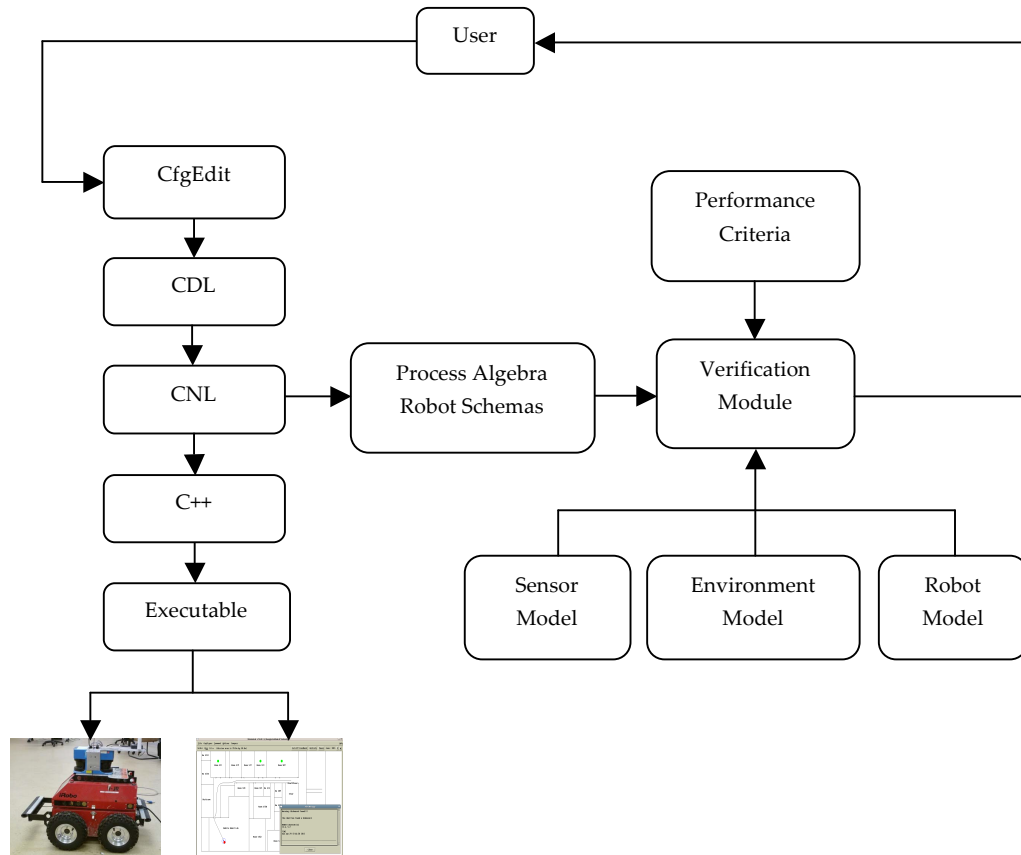 User
CfgEdit
CDL
CNL
C++
Executable
Process Algebra
Robot Schemas
Performance
Criteria
Verification
Module
Sensor
Model
Environment
Model
Robot
Model